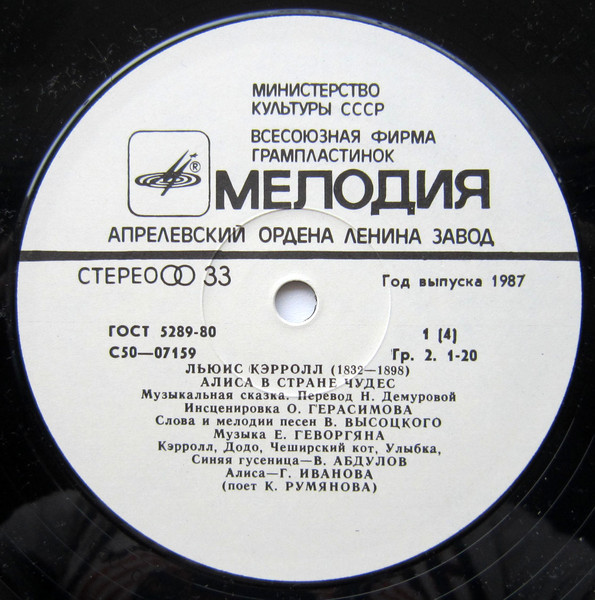 МИНИСТЕРСТВО
КУЛЬТУРЫ СССР
ВСЕСОЮЗНАЯ ФИРМА
ГРАМПЛАСТИНОК
®
МЕЛОДИЯ
АПРЕЛЕВСКИЙ ОРДЕНА ЛЕНИНА ЗАВОД
СТЕРЕО 33 Год выпуска 1987
ГОСТ 5289-80 1 (4)
С50—07159 Гр. 2. 1-20
ЛЬЮИС КЭРРОЛЛ (1832—1898)
АЛИСА В СТРАНЕ ЧУДЕС
Музыкальная сказка. Перевод Н. Демуровой
Инсценировка О. ГЕРАСИМОВА
Слова и мелодии песен В. ВЫСОЦКОГО
Музыка Е. ГЕВОРГЯНА
Кэрролл, Додо, Чеширский кот, Улыбка,
Синяя гусеница—В. АБДУЛОВ
Алиса—Г. ИВАНОВА
(поет К. РУМЯНОВА)